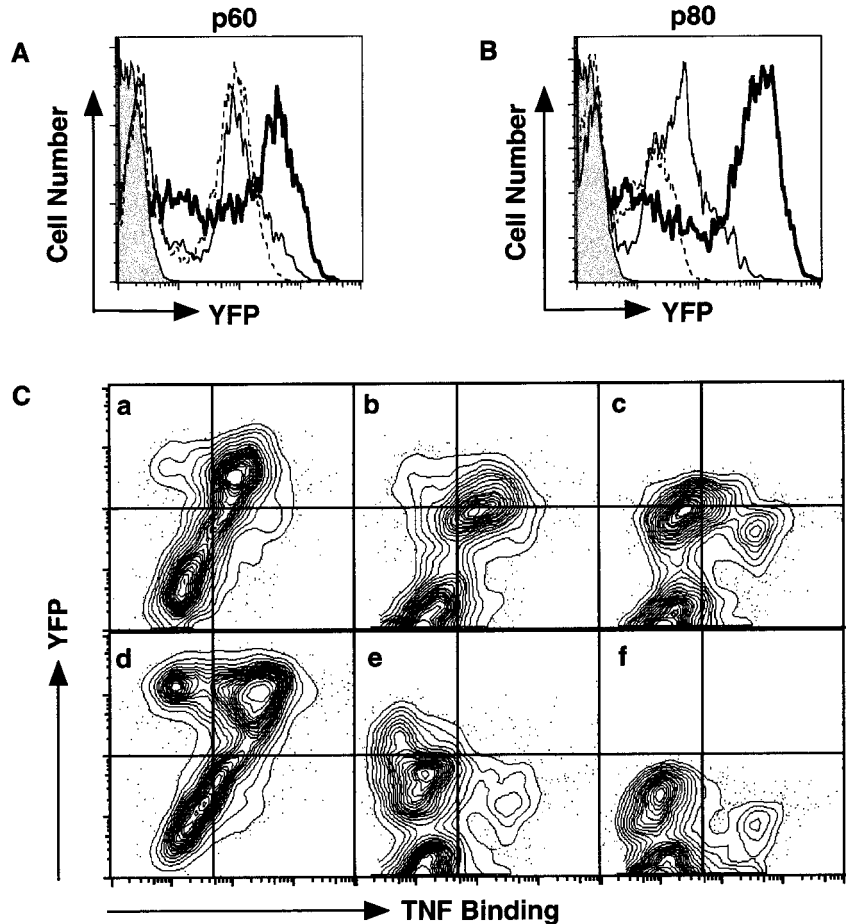 p60
p80
A
B
Cell Number
Cell Number
YFP
YFP
C
a
b
c
d
e
f
YFP
TNF Binding